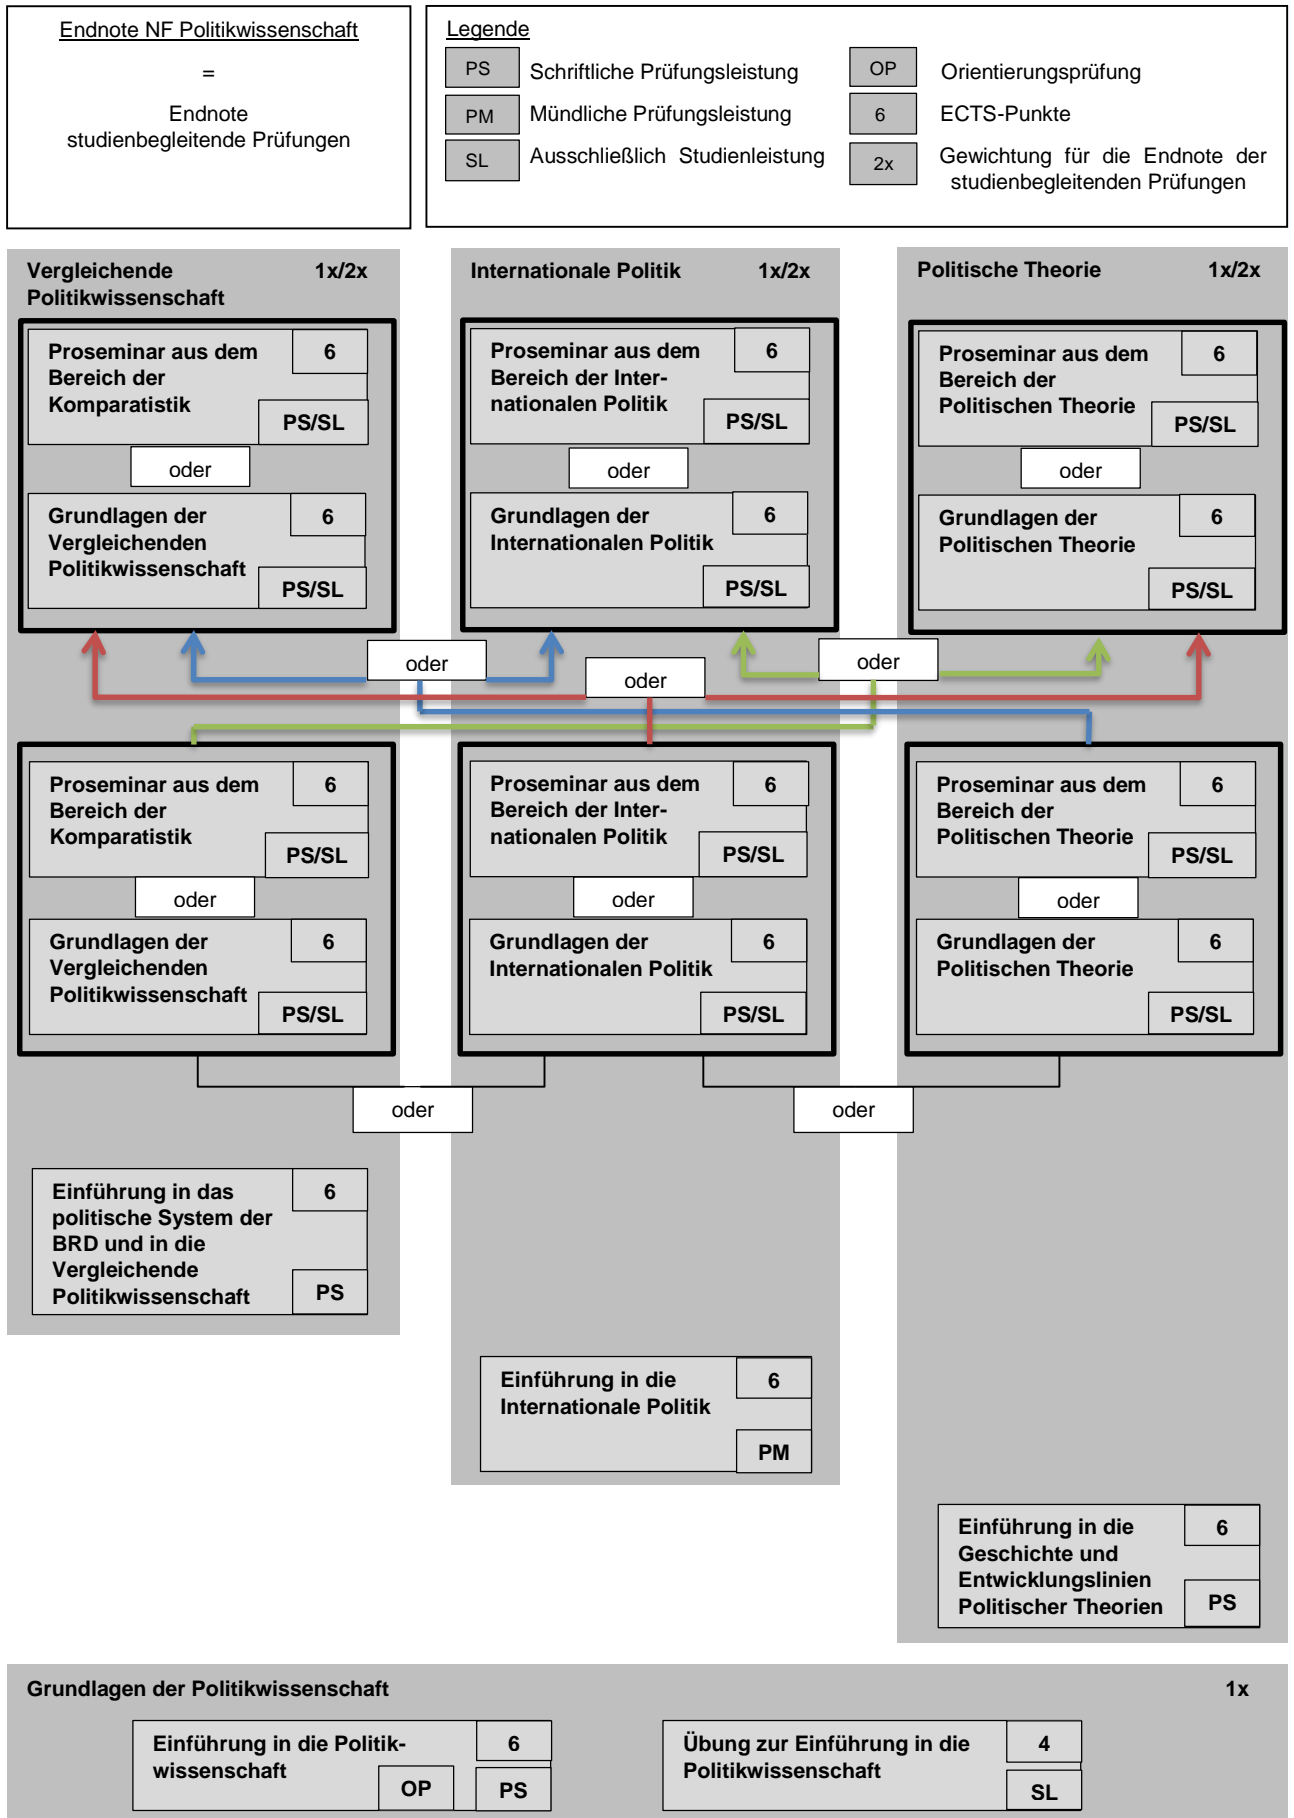 Endnote NF Politikwissenschaft
=
Endnote
studienbegleitende Prüfungen
Legende
PS Schriftliche Prüfungsleistung
PM Mündliche Prüfungsleistung
SL Ausschließlich Studienleistung
OP Orientierungsprüfung
6 ECTS-Punkte
2x Gewichtung für die Endnote der
studienbegleitenden Prüfungen
Vergleichende 1x/2x
Politikwissenschaft
Proseminar aus dem 6
Bereich der
Komparatistik
PS/SL
oder
Grundlagen der 6
Vergleichenden
Politikwissenschaft
PS/SL
Internationale Politik 1x/2x
Proseminar aus dem 6
Bereich der Inter-
nationalen Politik
PS/SL
oder
Grundlagen der 6
Internationalen Politik
PS/SL
Politische Theorie 1x/2x
Proseminar aus dem 6
Bereich der
Politischen Theorie
PS/SL
oder
Grundlagen der 6
Politischen Theorie
PS/SL
oder
oder
oder
Proseminar aus dem 6
Bereich der
Komparatistik
PS/SL
oder
Grundlagen der 6
Vergleichenden
Politikwissenschaft
PS/SL
Proseminar aus dem 6
Bereich der Inter-
nationalen Politik
PS/SL
oder
Grundlagen der 6
Internationalen Politik
PS/SL
Proseminar aus dem 6
Bereich der
Politischen Theorie
PS/SL
oder
Grundlagen der 6
Politischen Theorie
PS/SL
oder
oder
Einführung in das 6
politische System der
BRD und in die
Vergleichende
Politikwissenschaft PS
Einführung in die 6
Internationale Politik
PM
Einführung in die 6
Geschichte und
Entwicklungslinien
Politischer Theorien PS
Grundlagen der Politikwissenschaft 1x
Einführung in die Politik- 6
wissenschaft
OP PS
Übung zur Einführung in die 4
Politikwissenschaft
SL